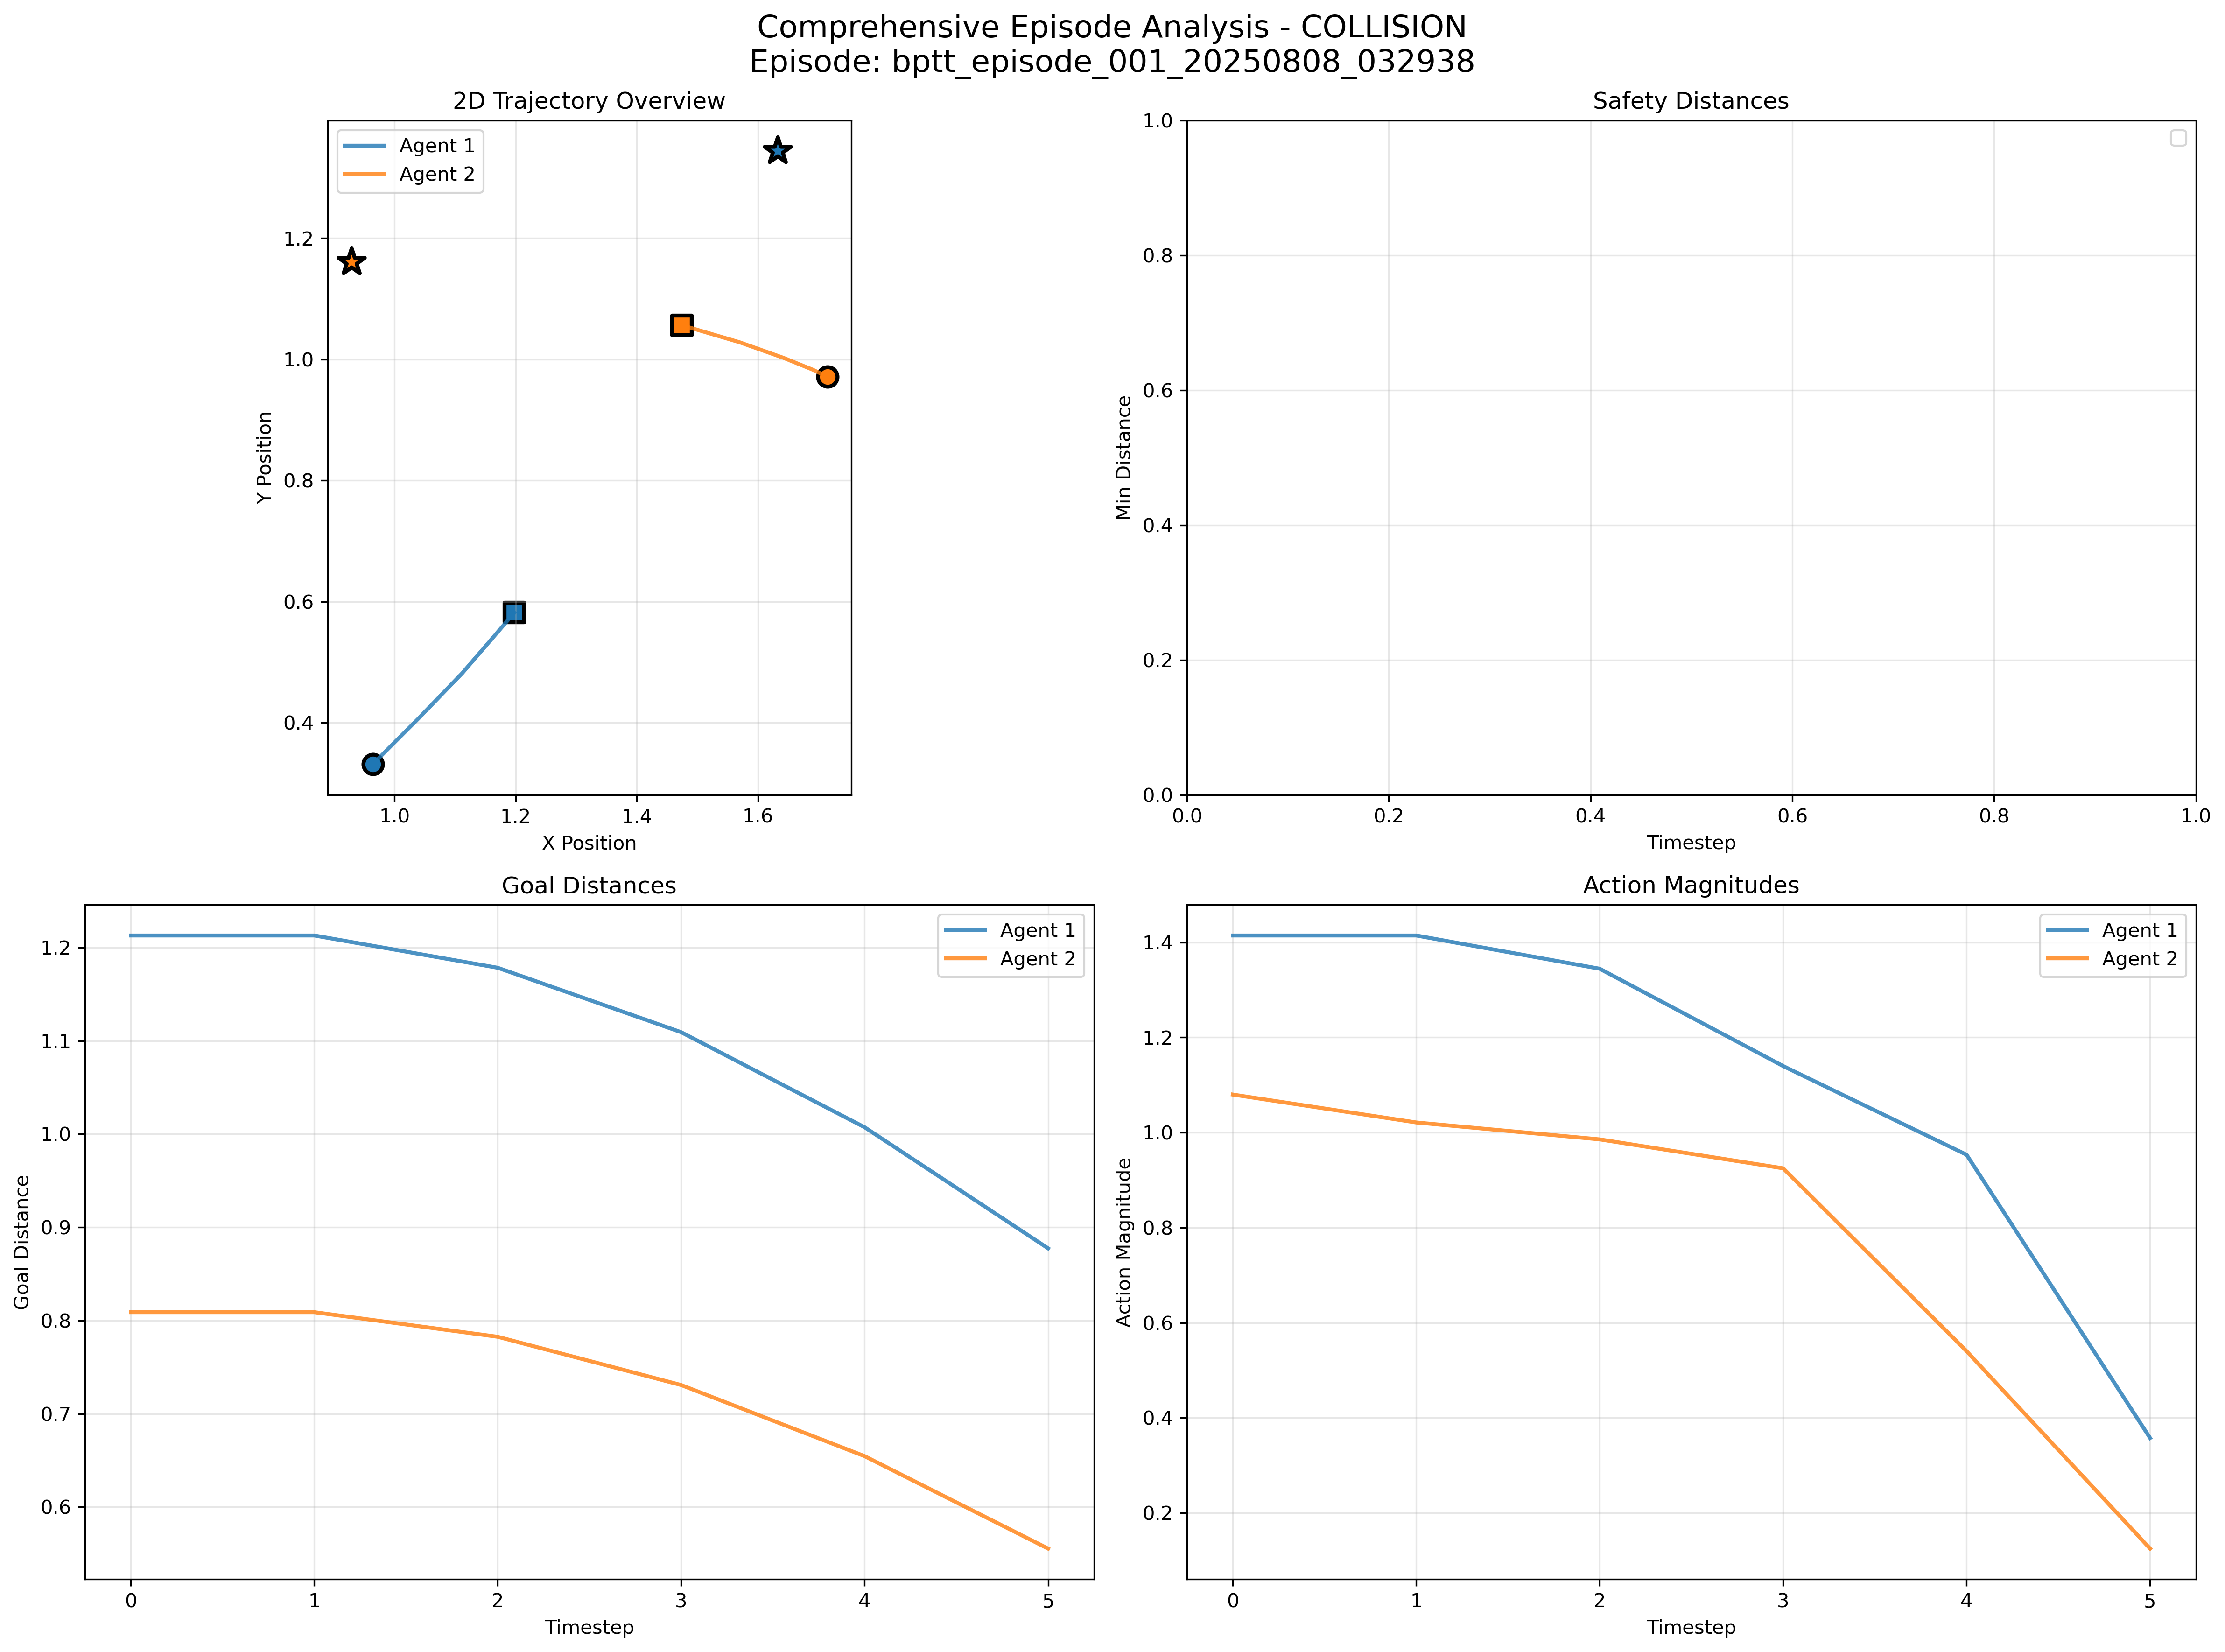 Comprehensive Episode Analysis - COLLISION
Episode: bptt_episode_001_20250808_032938
2D Trajectory Overview
Agent 1
Agent 2
1.2
1.0
0.8
0.6
0.4
Y Position
1.0
1.2
1.4
1.6
X Position
Safety Distances
1.0
0.8
0.6
0.4
0.2
0.0
Min Distance
0.0
0.2
0.4
0.6
0.8
1.0
Timestep
Goal Distances
Agent 1
Agent 2
1.2
1.1
1.0
0.9
0.8
0.7
0.6
Goal Distance
0
1
2
3
4
5
Timestep
Action Magnitudes
Agent 1
Agent 2
1.4
1.2
1.0
0.8
0.6
0.4
0.2
Action Magnitude
0
1
2
3
4
5
Timestep